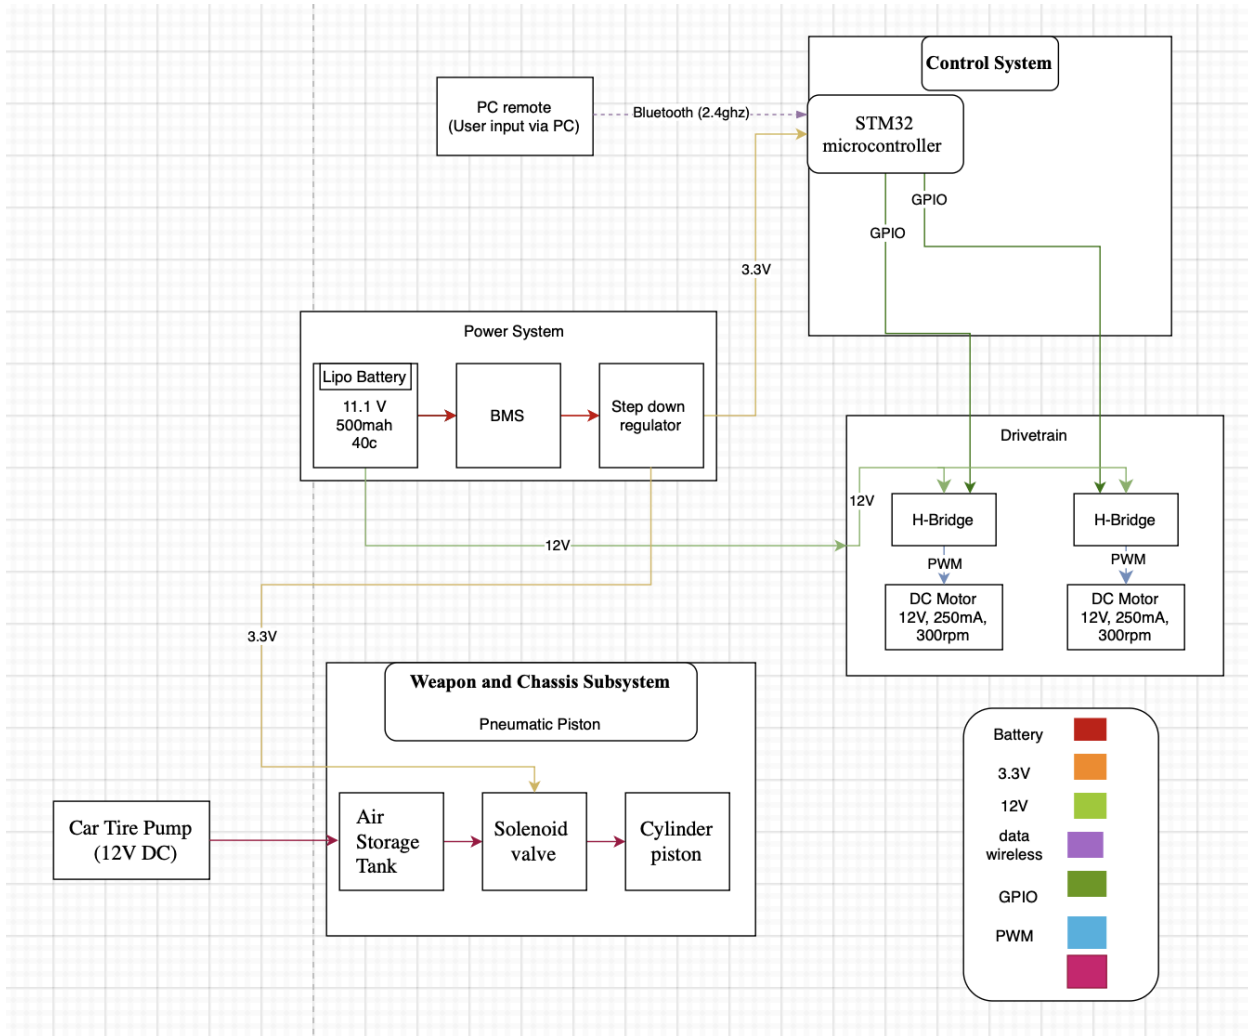 Control System
PC remote
(User input via PC)
Bluetooth (2.4ghz)
STM32
microcontroller
GPIO
GPIO
3.3V
Power System
Lipo Battery
11.1 V
500mah
40c
BMS
Step down
regulator
Drivetrain
12V
H-Bridge
H-Bridge
12V
PWM
PWM
DC Motor
12V, 250mA,
300rpm
DC Motor
12V, 250mA,
300rpm
3.3V
Weapon and Chassis Subsystem
Pneumatic Piston
Car Tire Pump
(12V DC)
Air
Storage
Tank
Solenoid
valve
Cylinder
piston
Battery
3.3V
12V
data
wireless
GPIO
PWM